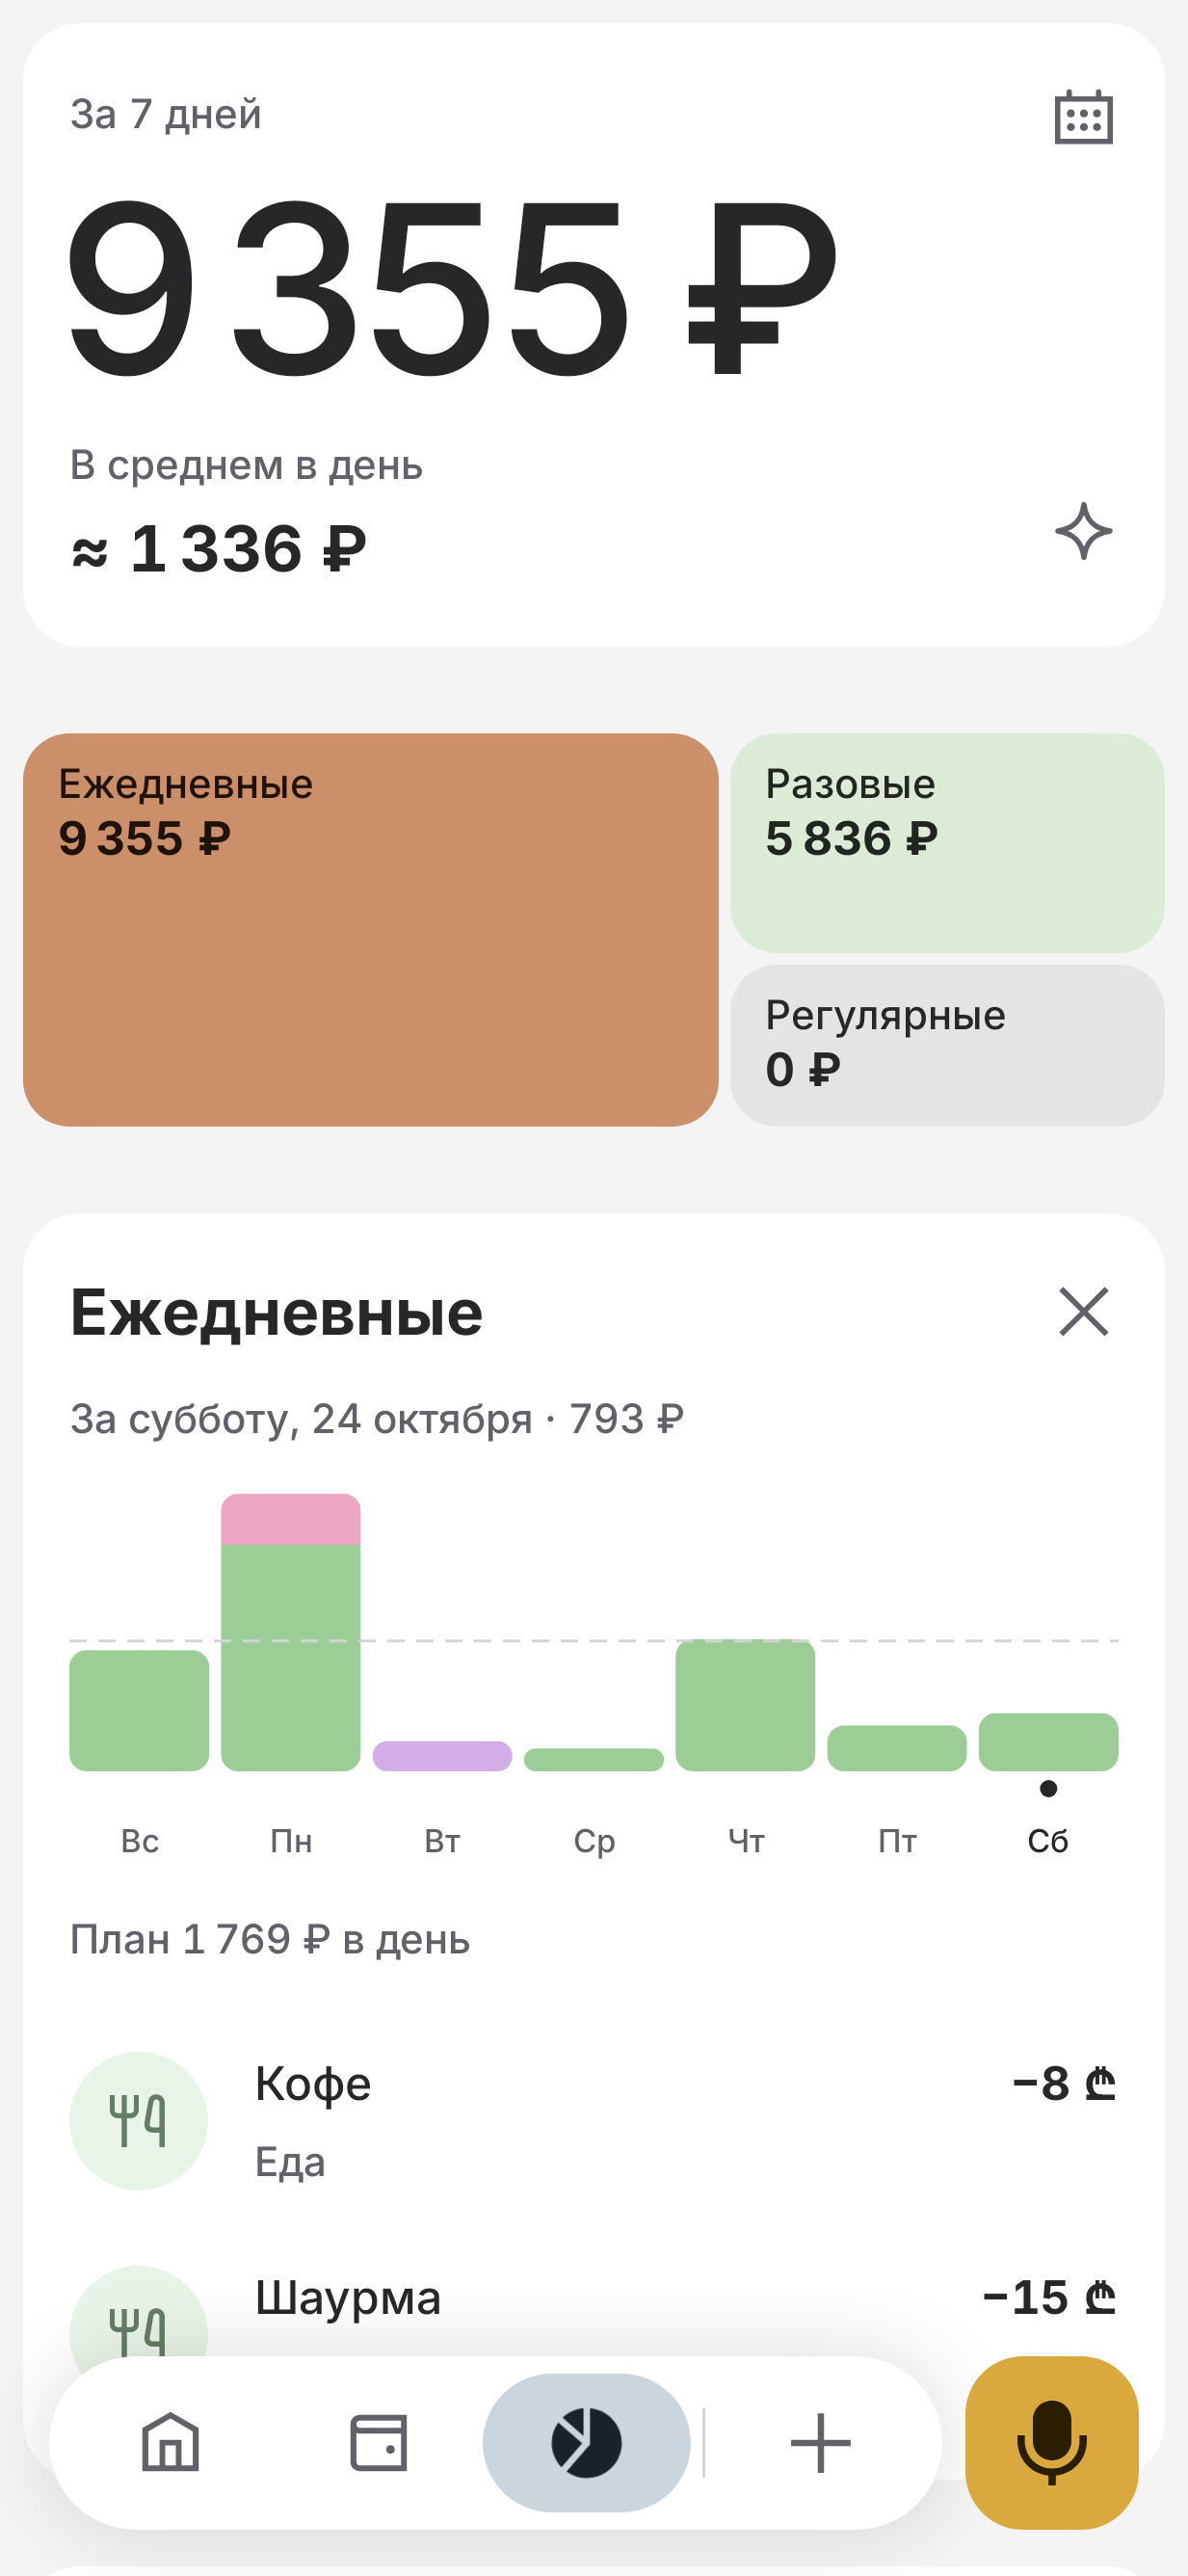 За 7 дней
9 355 ₽
В среднем в день
≈ 1 336 ₽
Ежедневные
9 355 ₽
Разовые
5 836 ₽
Регулярные
0 ₽
Ежедневные
За субботу, 24 октября · 793 ₽
Вс Пн Вт Ср Чт Пт Сб
План 1 769 ₽ в день
Кофе −8 ₾
Еда
Шаурма −15 ₾